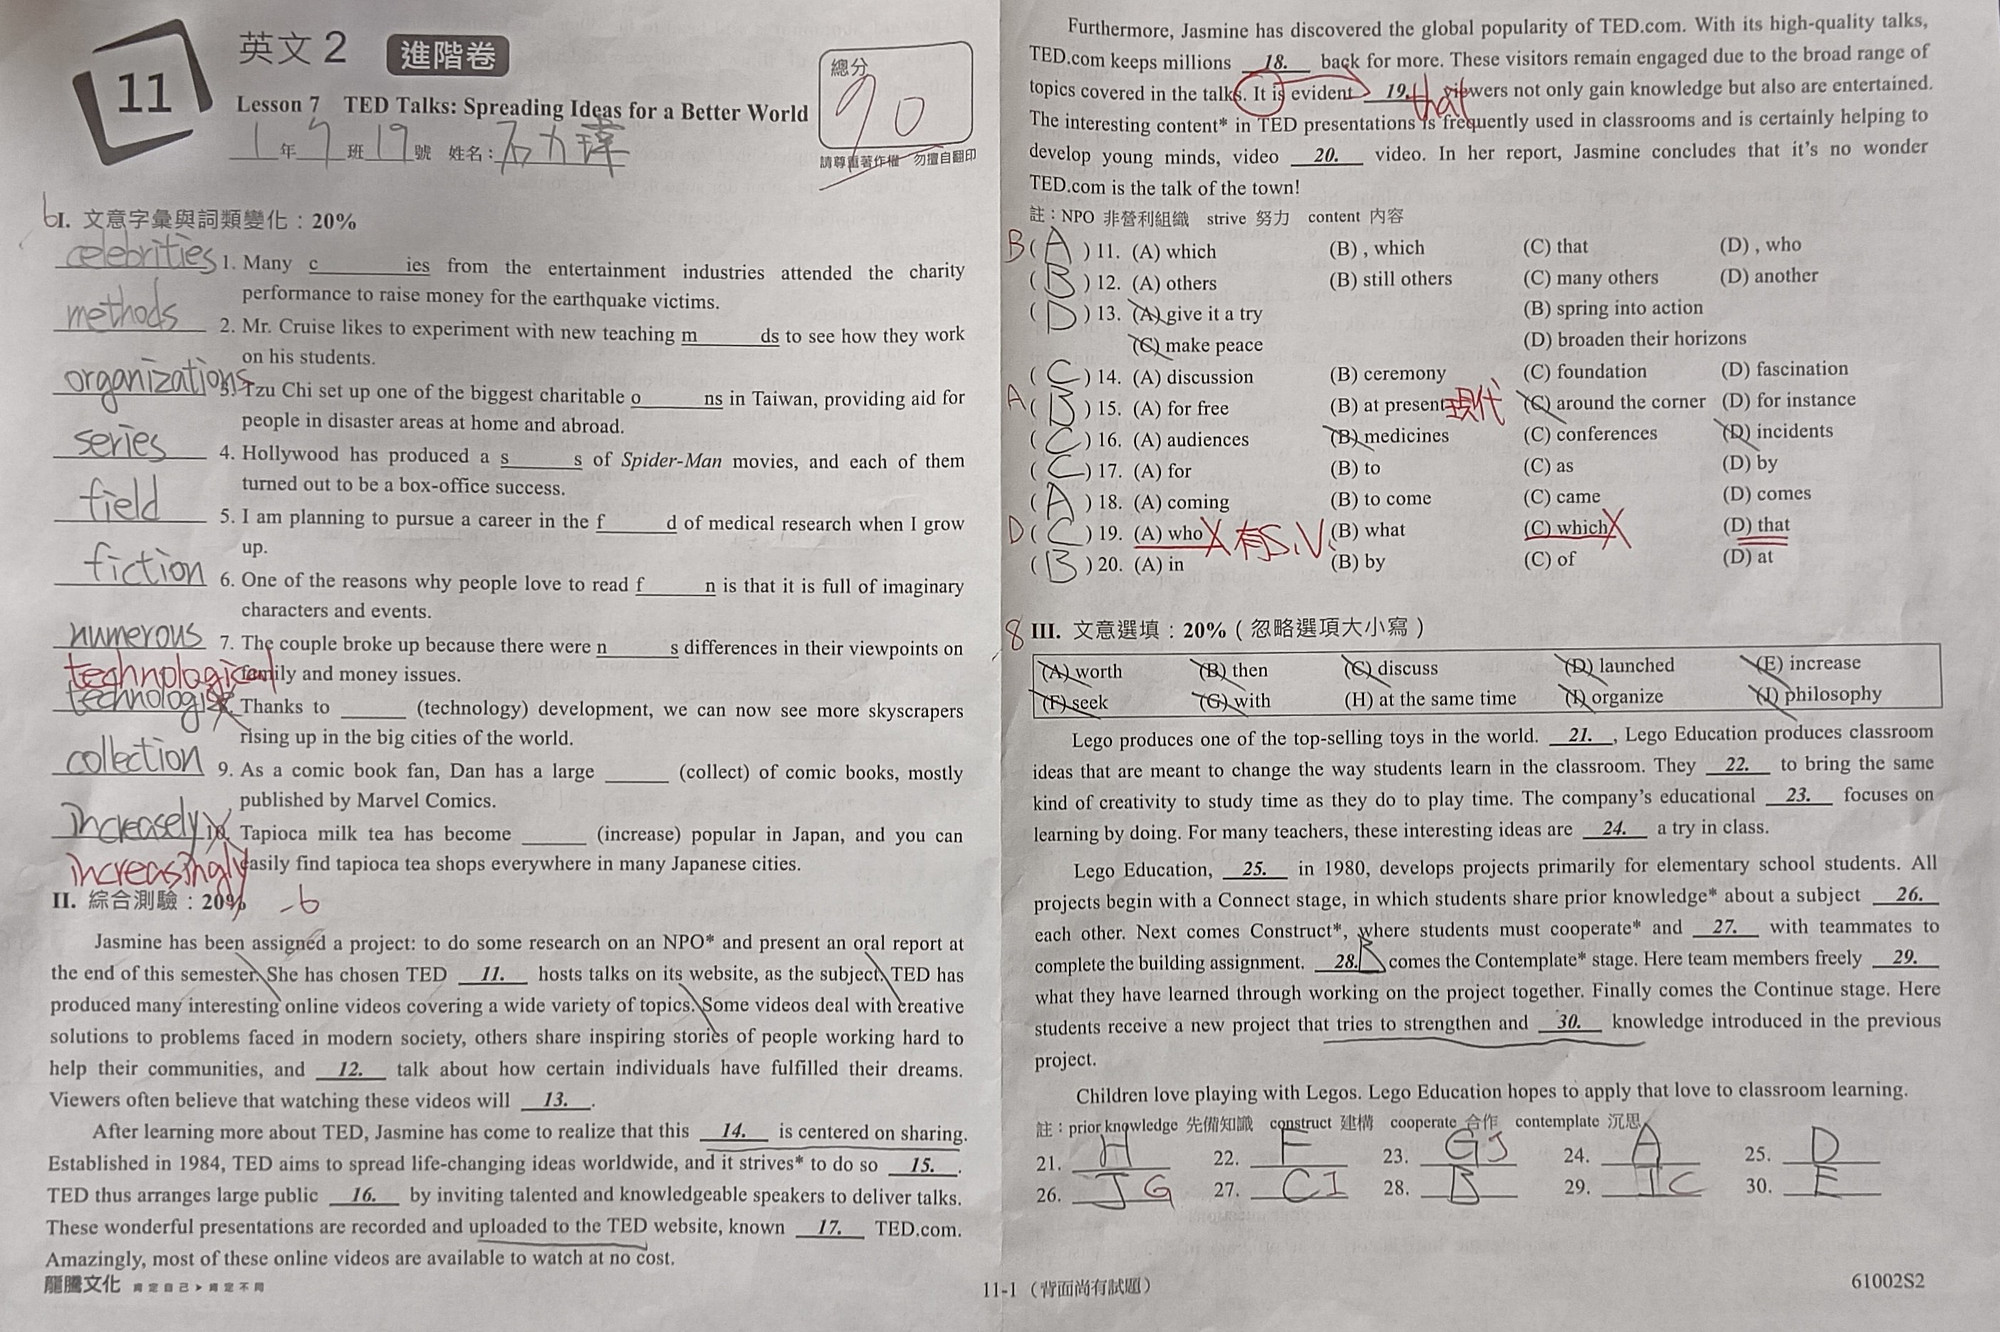 11
英文 2 進階卷
總分
90
Lesson 7 TED Talks: Spreading Ideas for a Better World
1 年 7 班 19 號 姓名:
請尊重著作權 勿擅自翻印
6
I. 文意字彙與詞類變化:20%
celebrities 1. Many c________ies from the entertainment industries attended the charity
performance to raise money for the earthquake victims.
methods 2. Mr. Cruise likes to experiment with new teaching m______ds to see how they work
on his students.
organizations 3. Tzu Chi set up one of the biggest charitable o______ns in Taiwan, providing aid for
people in disaster areas at home and abroad.
series 4. Hollywood has produced a s______s of Spider-Man movies, and each of them
turned out to be a box-office success.
field 5. I am planning to pursue a career in the f______d of medical research when I grow
up.
fiction 6. One of the reasons why people love to read f______n is that it is full of imaginary
characters and events.
numerous 7. The couple broke up because there were n______s differences in their viewpoints on
technological family and money issues.
Thanks to ______ (technology) development, we can now see more skyscrapers
rising up in the big cities of the world.
collection 9. As a comic book fan, Dan has a large ______ (collect) of comic books, mostly
published by Marvel Comics.
increasely 10. Tapioca milk tea has become ______ (increase) popular in Japan, and you can
increasingly easily find tapioca tea shops everywhere in many Japanese cities.
II. 綜合測驗:20% -6
Jasmine has been assigned a project: to do some research on an NPO* and present an oral report at
the end of this semester. She has chosen TED 11. hosts talks on its website, as the subject. TED has
produced many interesting online videos covering a wide variety of topics. Some videos deal with creative
solutions to problems faced in modern society, others share inspiring stories of people working hard to
help their communities, and 12. talk about how certain individuals have fulfilled their dreams.
Viewers often believe that watching these videos will 13. .
After learning more about TED, Jasmine has come to realize that this 14. is centered on sharing.
Established in 1984, TED aims to spread life-changing ideas worldwide, and it strives* to do so 15. .
TED thus arranges large public 16. by inviting talented and knowledgeable speakers to deliver talks.
These wonderful presentations are recorded and uploaded to the TED website, known 17. TED.com.
Amazingly, most of these online videos are available to watch at no cost.
龍騰文化 肯定自己➤肯定不同
Furthermore, Jasmine has discovered the global popularity of TED.com. With its high-quality talks,
TED.com keeps millions 18. back for more. These visitors remain engaged due to the broad range of
topics covered in the talks. It is evident 19. that viewers not only gain knowledge but also are entertained.
The interesting content* in TED presentations is frequently used in classrooms and is certainly helping to
develop young minds, video 20. video. In her report, Jasmine concludes that it's no wonder
TED.com is the talk of the town!
註:NPO 非營利組織 strive 努力 content 內容
B ( A ) 11. (A) which (B) , which (C) that (D) , who
( B ) 12. (A) others (B) still others (C) many others (D) another
( D ) 13. (A) give it a try (B) spring into action
(C) make peace (D) broaden their horizons
( C ) 14. (A) discussion (B) ceremony (C) foundation (D) fascination
A ( B ) 15. (A) for free (B) at present 現代 (C) around the corner (D) for instance
( C ) 16. (A) audiences (B) medicines (C) conferences (D) incidents
( C ) 17. (A) for (B) to (C) as (D) by
( A ) 18. (A) coming (B) to come (C) came (D) comes
D ( C ) 19. (A) who X 有S.V. (B) what (C) which X (D) that
( B ) 20. (A) in (B) by (C) of (D) at
8
III. 文意選填:20%(忽略選項大小寫)
(A) worth (B) then (C) discuss (D) launched (E) increase
(F) seek (G) with (H) at the same time (I) organize (J) philosophy
Lego produces one of the top-selling toys in the world. 21. , Lego Education produces classroom
ideas that are meant to change the way students learn in the classroom. They 22. to bring the same
kind of creativity to study time as they do to play time. The company's educational 23. focuses on
learning by doing. For many teachers, these interesting ideas are 24. a try in class.
Lego Education, 25. in 1980, develops projects primarily for elementary school students. All
projects begin with a Connect stage, in which students share prior knowledge* about a subject 26.
each other. Next comes Construct*, where students must cooperate* and 27. with teammates to
complete the building assignment. 28. B comes the Contemplate* stage. Here team members freely 29.
what they have learned through working on the project together. Finally comes the Continue stage. Here
students receive a new project that tries to strengthen and 30. knowledge introduced in the previous
project.
Children love playing with Legos. Lego Education hopes to apply that love to classroom learning.
註:prior knowledge 先備知識 construct 建構 cooperate 合作 contemplate 沉思
21. H 22. F 23. G J 24. A 25. D
26. J G 27. C I 28. B 29. I C 30. E
11-1(背面尚有試題)
61002S2